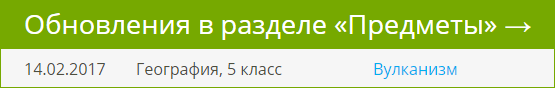 Обновления в разделе «Предметы» →
14.02.2017 География, 5 класс Вулканизм